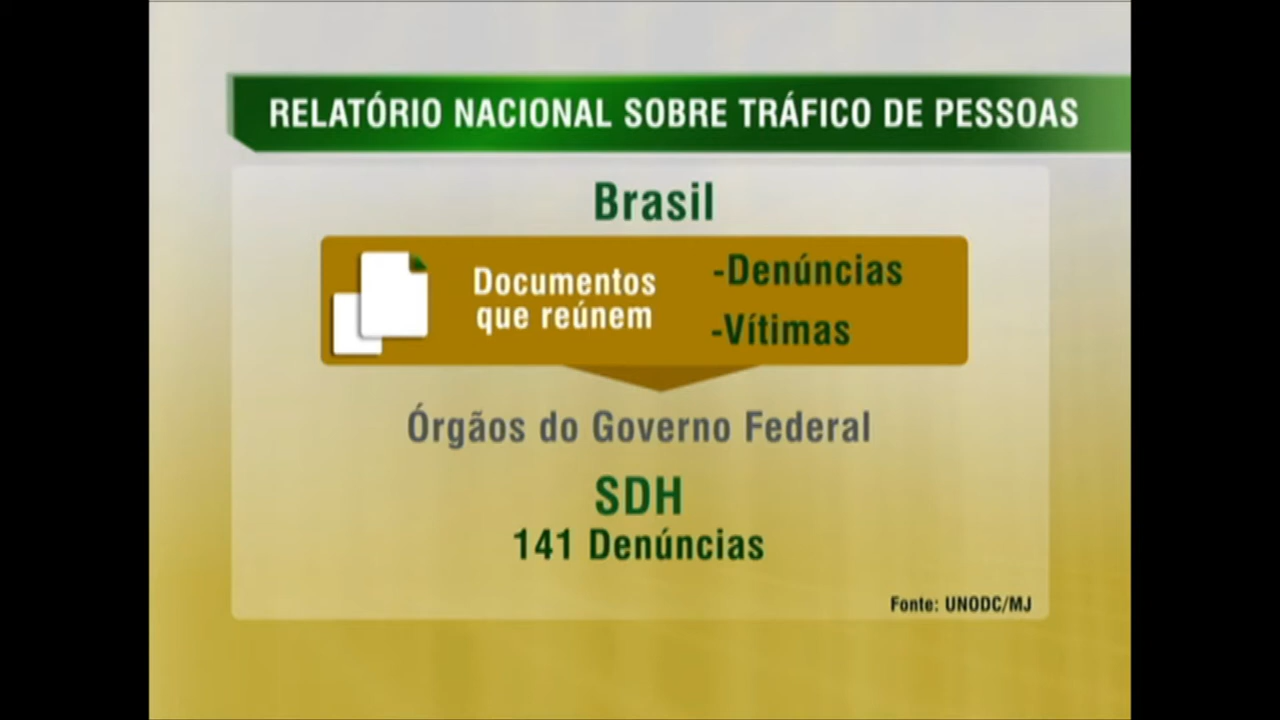 RELATÓRIO NACIONAL SOBRE TRÁFICO DE PESSOAS
Brasil
Documentos
que reúnem
-Denúncias
-Vítimas
Órgãos do Governo Federal
SDH
141 Denúncias
Fonte: UNODC/MJ